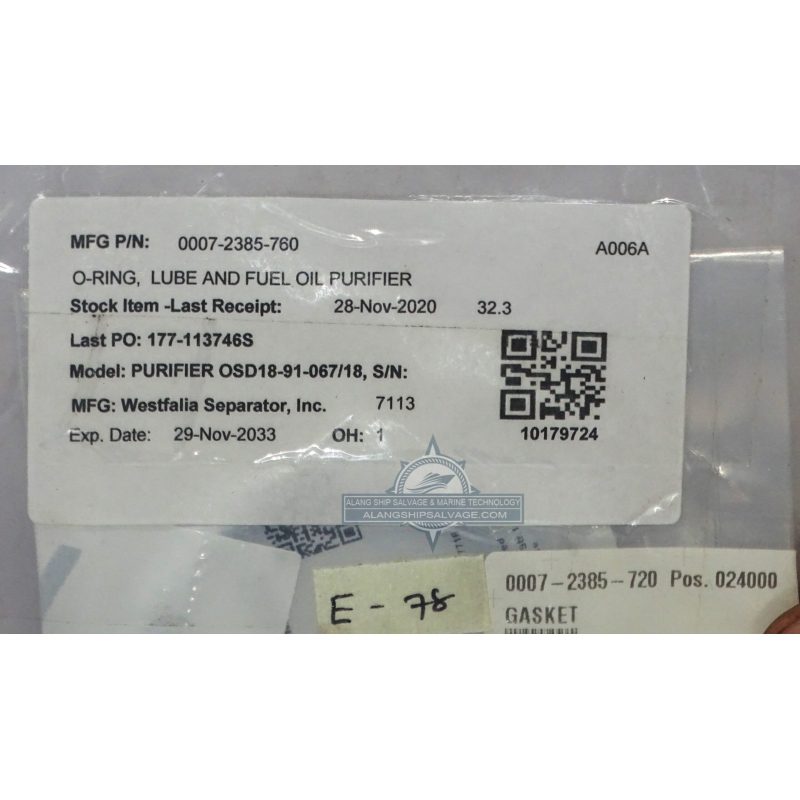 MFG P/N: 0007-2385-760 A006A
O-RING, LUBE AND FUEL OIL PURIFIER
Stock Item -Last Receipt: 28-Nov-2020 32.3
Last PO: 177-113746S
Model: PURIFIER OSD18-91-067/18, S/N:
MFG: Westfalia Separator, Inc. 7113
Exp. Date: 29-Nov-2033 OH: 1
10179724
ALANG SHIP SALVAGE & MARINE TECHNOLOGY
ALANGSHIPSALVAGE.COM
E - 78
0007-2385-720 Pos. 024000
GASKET